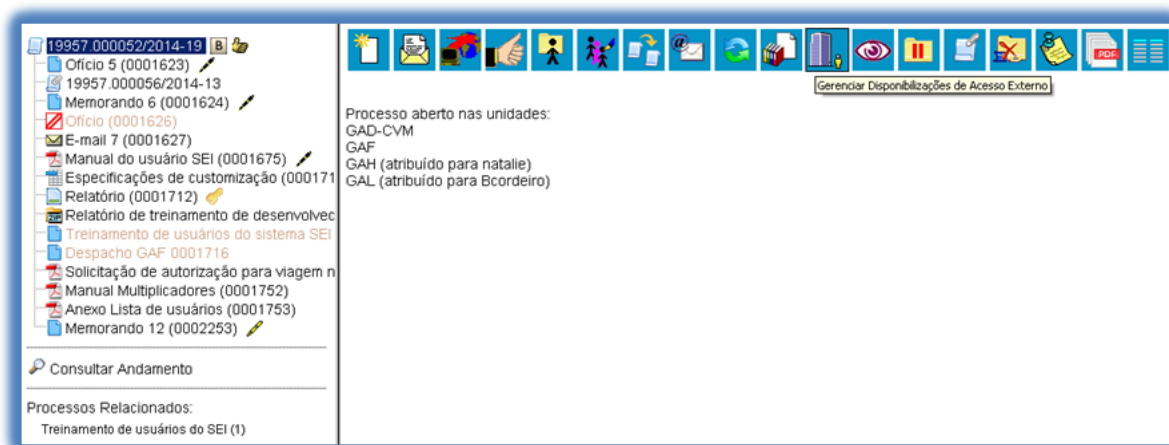 19957.000052/2014-19 B
Ofício 5 (0001623)
19957.000056/2014-13
Memorando 6 (0001624)
Ofício (0001626)
E-mail 7 (0001627)
Manual do usuário SEI (0001675)
Especificações de customização (000171
Relatório (0001712)
Relatório de treinamento de desenvolvec
Treinamento de usuários do sistema SEI
Despacho GAF 0001716
Solicitação de autorização para viagem n
Manual Multiplicadores (0001752)
Anexo Lista de usuários (0001753)
Memorando 12 (0002253)
Consultar Andamento
Processos Relacionados:
Treinamento de usuários do SEI (1)
PDF
Gerenciar Disponibilizações de Acesso Externo
Processo aberto nas unidades:
GAD-CVM
GAF
GAH (atribuído para natalie)
GAL (atribuído para Bcordeiro)